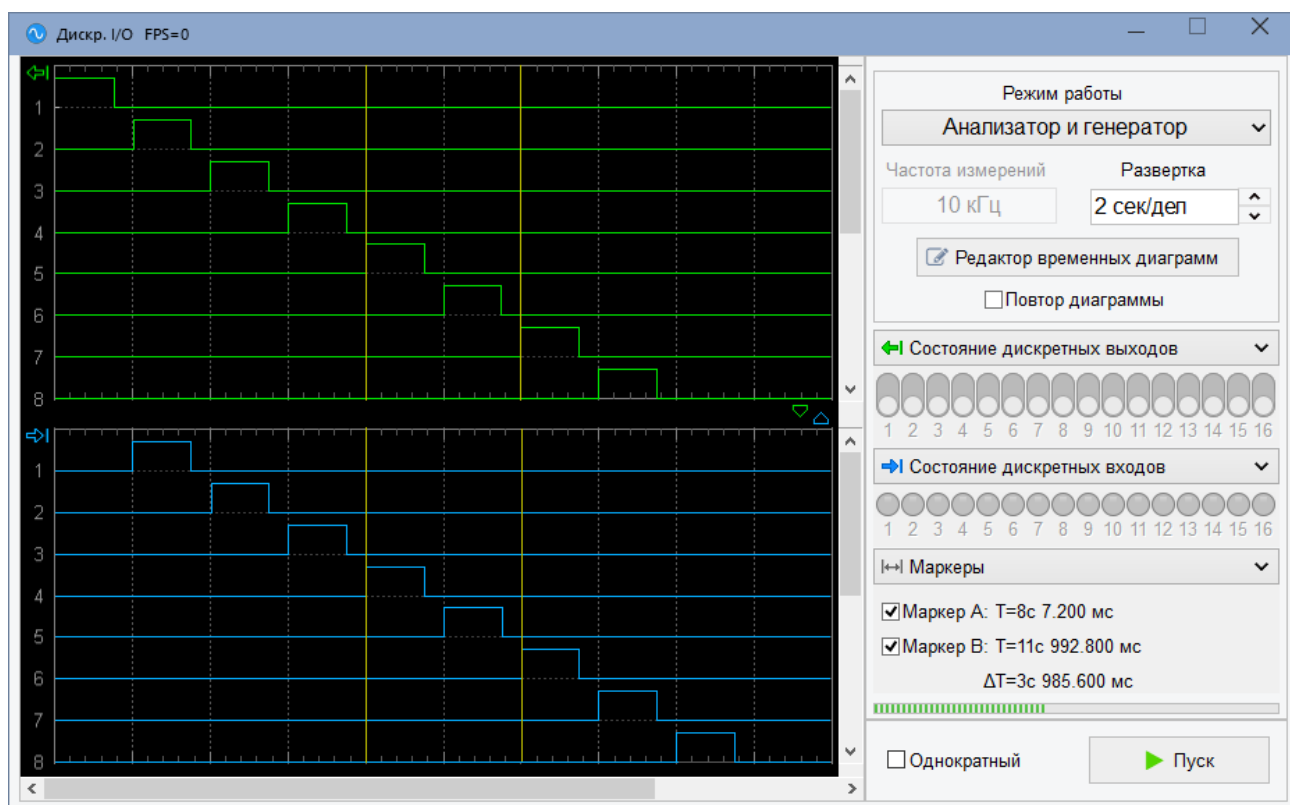 Дискр. I/O FPS=0
1
2
3
4
5
6
7
8
1
2
3
4
5
6
7
8
Режим работы
Анализатор и генератор
Частота измерений Развертка
10 кГц 2 сек/дел
Редактор временных диаграмм
Повтор диаграммы
Состояние дискретных выходов
1 2 3 4 5 6 7 8 9 10 11 12 13 14 15 16
Состояние дискретных входов
1 2 3 4 5 6 7 8 9 10 11 12 13 14 15 16
Маркеры
Маркер A: T=8с 7.200 мс
Маркер B: T=11с 992.800 мс
ΔT=3с 985.600 мс
Однократный Пуск